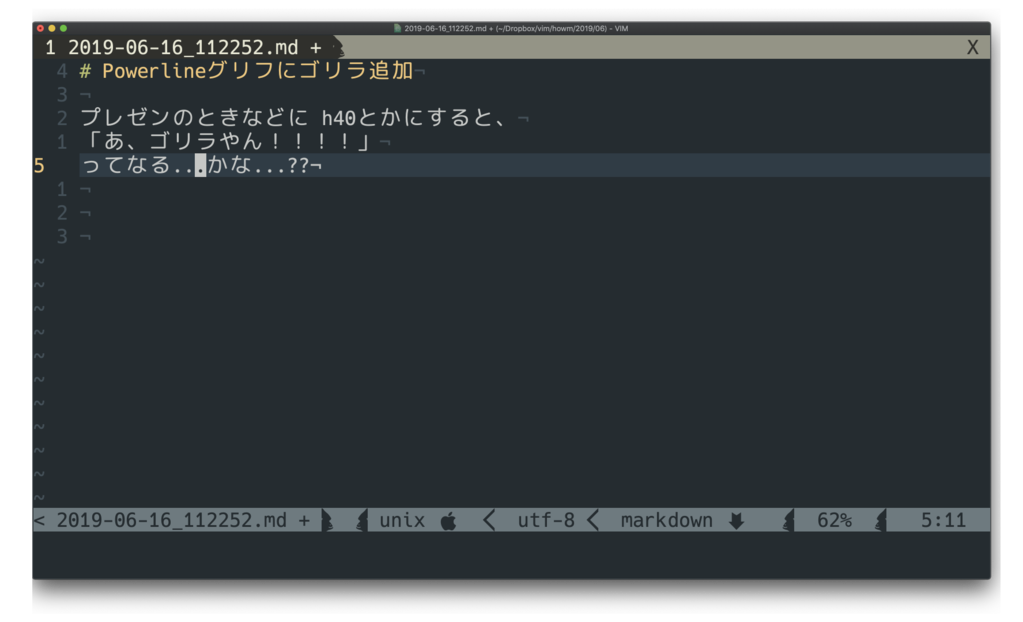 2019-06-16_112252.md + (~/Dropbox/vim/howm/2019/06) - VIM
1 2019-06-16_112252.md + X
4 # Powerlineグリフにゴリラ追加¬
3 ¬
2 プレゼンのときなどに h40とかにすると、¬
1 「あ、ゴリラやん！！！！」¬
5 ってなる...かな...??¬
1 ¬
2 ¬
3 ¬
~
~
~
~
~
~
~
~
~
~
~
< 2019-06-16_112252.md + unix < utf-8 < markdown 62% 5:11